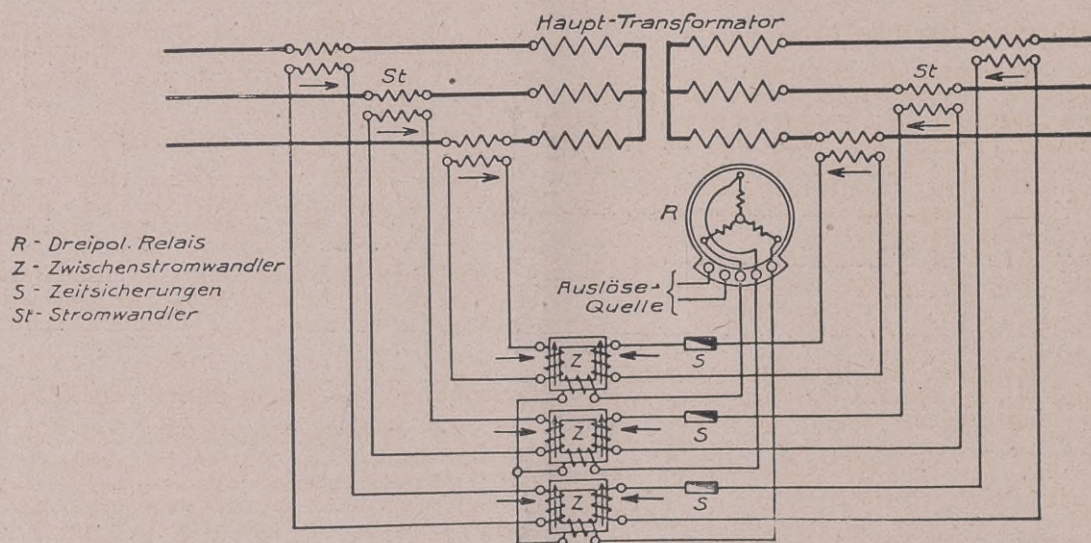 Haupt-Transformator
St
St
R
R - Dreipol. Relais
Z - Zwischenstromwandler
S - Zeitsicherungen
St - Stromwandler
Auslöse-
Quelle
Z
S
Z
S
Z
S